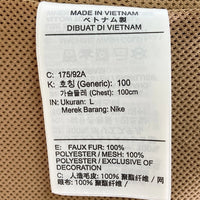 MADE IN VIETNAM
ベトナム製
DIBUAT DI VIETNAM
C: 175/92A
K: 호칭 (Generic): 100
가슴둘레 (Chest): 100cm
IN: Ukuran: L
Merek Barang: Nike
E: FAUX FUR: 100%
POLYESTER / MESH: 100%
POLYESTER / EXCLUSIVE OF
DECORATION
C: 人造毛皮: 100% 聚酯纤维 / 网
眼布: 100% 聚酯纤维 /